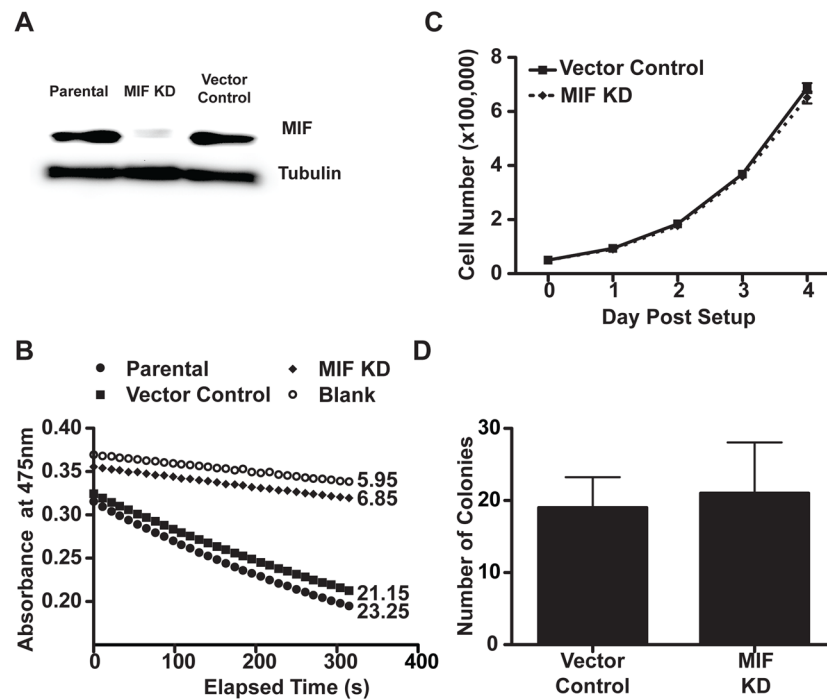 A
Parental MIF KD Vector
Control
MIF
Tubulin
C
Vector Control
MIF KD
Cell Number (x100,000)
8
6
4
2
0
0 1 2 3 4
Day Post Setup
B
Parental MIF KD
Vector Control Blank
Absorbance at 475nm
0.40
0.35
0.30
0.25
0.20
5.95
6.85
21.15
23.25
0 100 200 300 400
Elapsed Time (s)
D
Number of Colonies
30
20
10
0
Vector MIF
Control KD